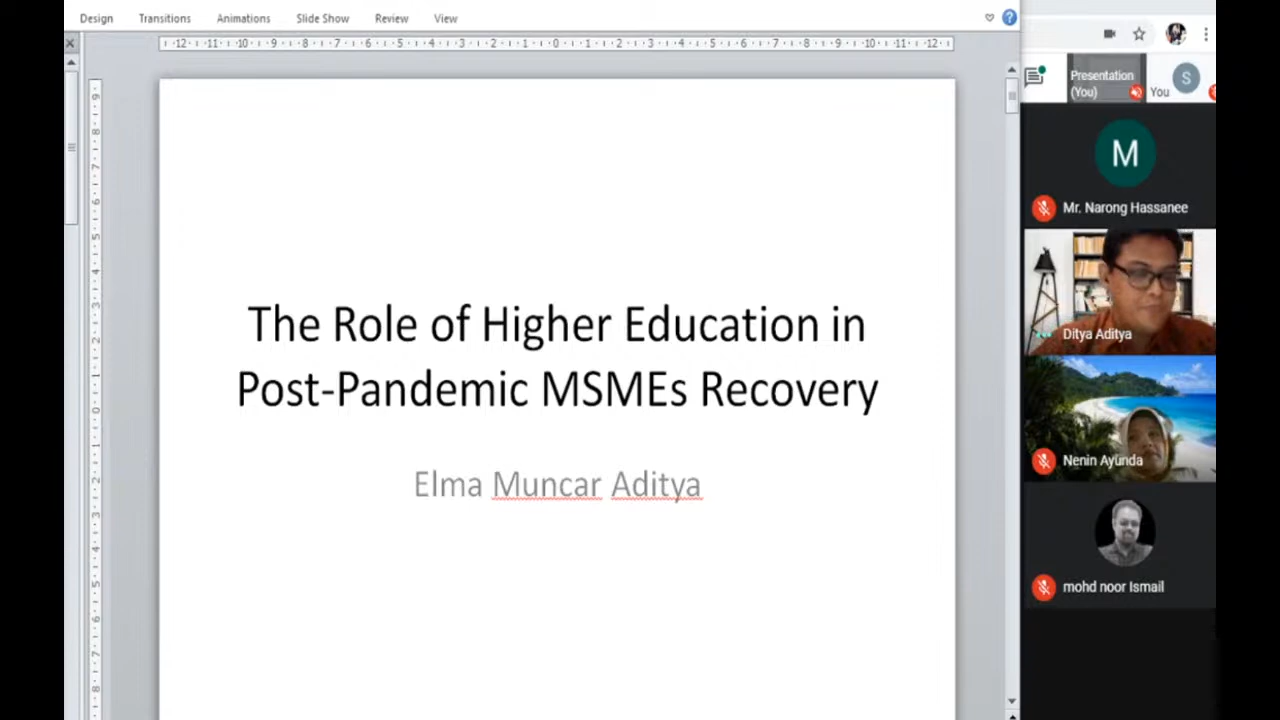 Design Transitions Animations Slide Show Review View
The Role of Higher Education in
Post-Pandemic MSMEs Recovery
Elma Muncar Aditya
Presentation
(You)
You
S
M
Mr. Narong Hassanee
Ditya Aditya
Nenin Ayunda
mohd noor Ismail